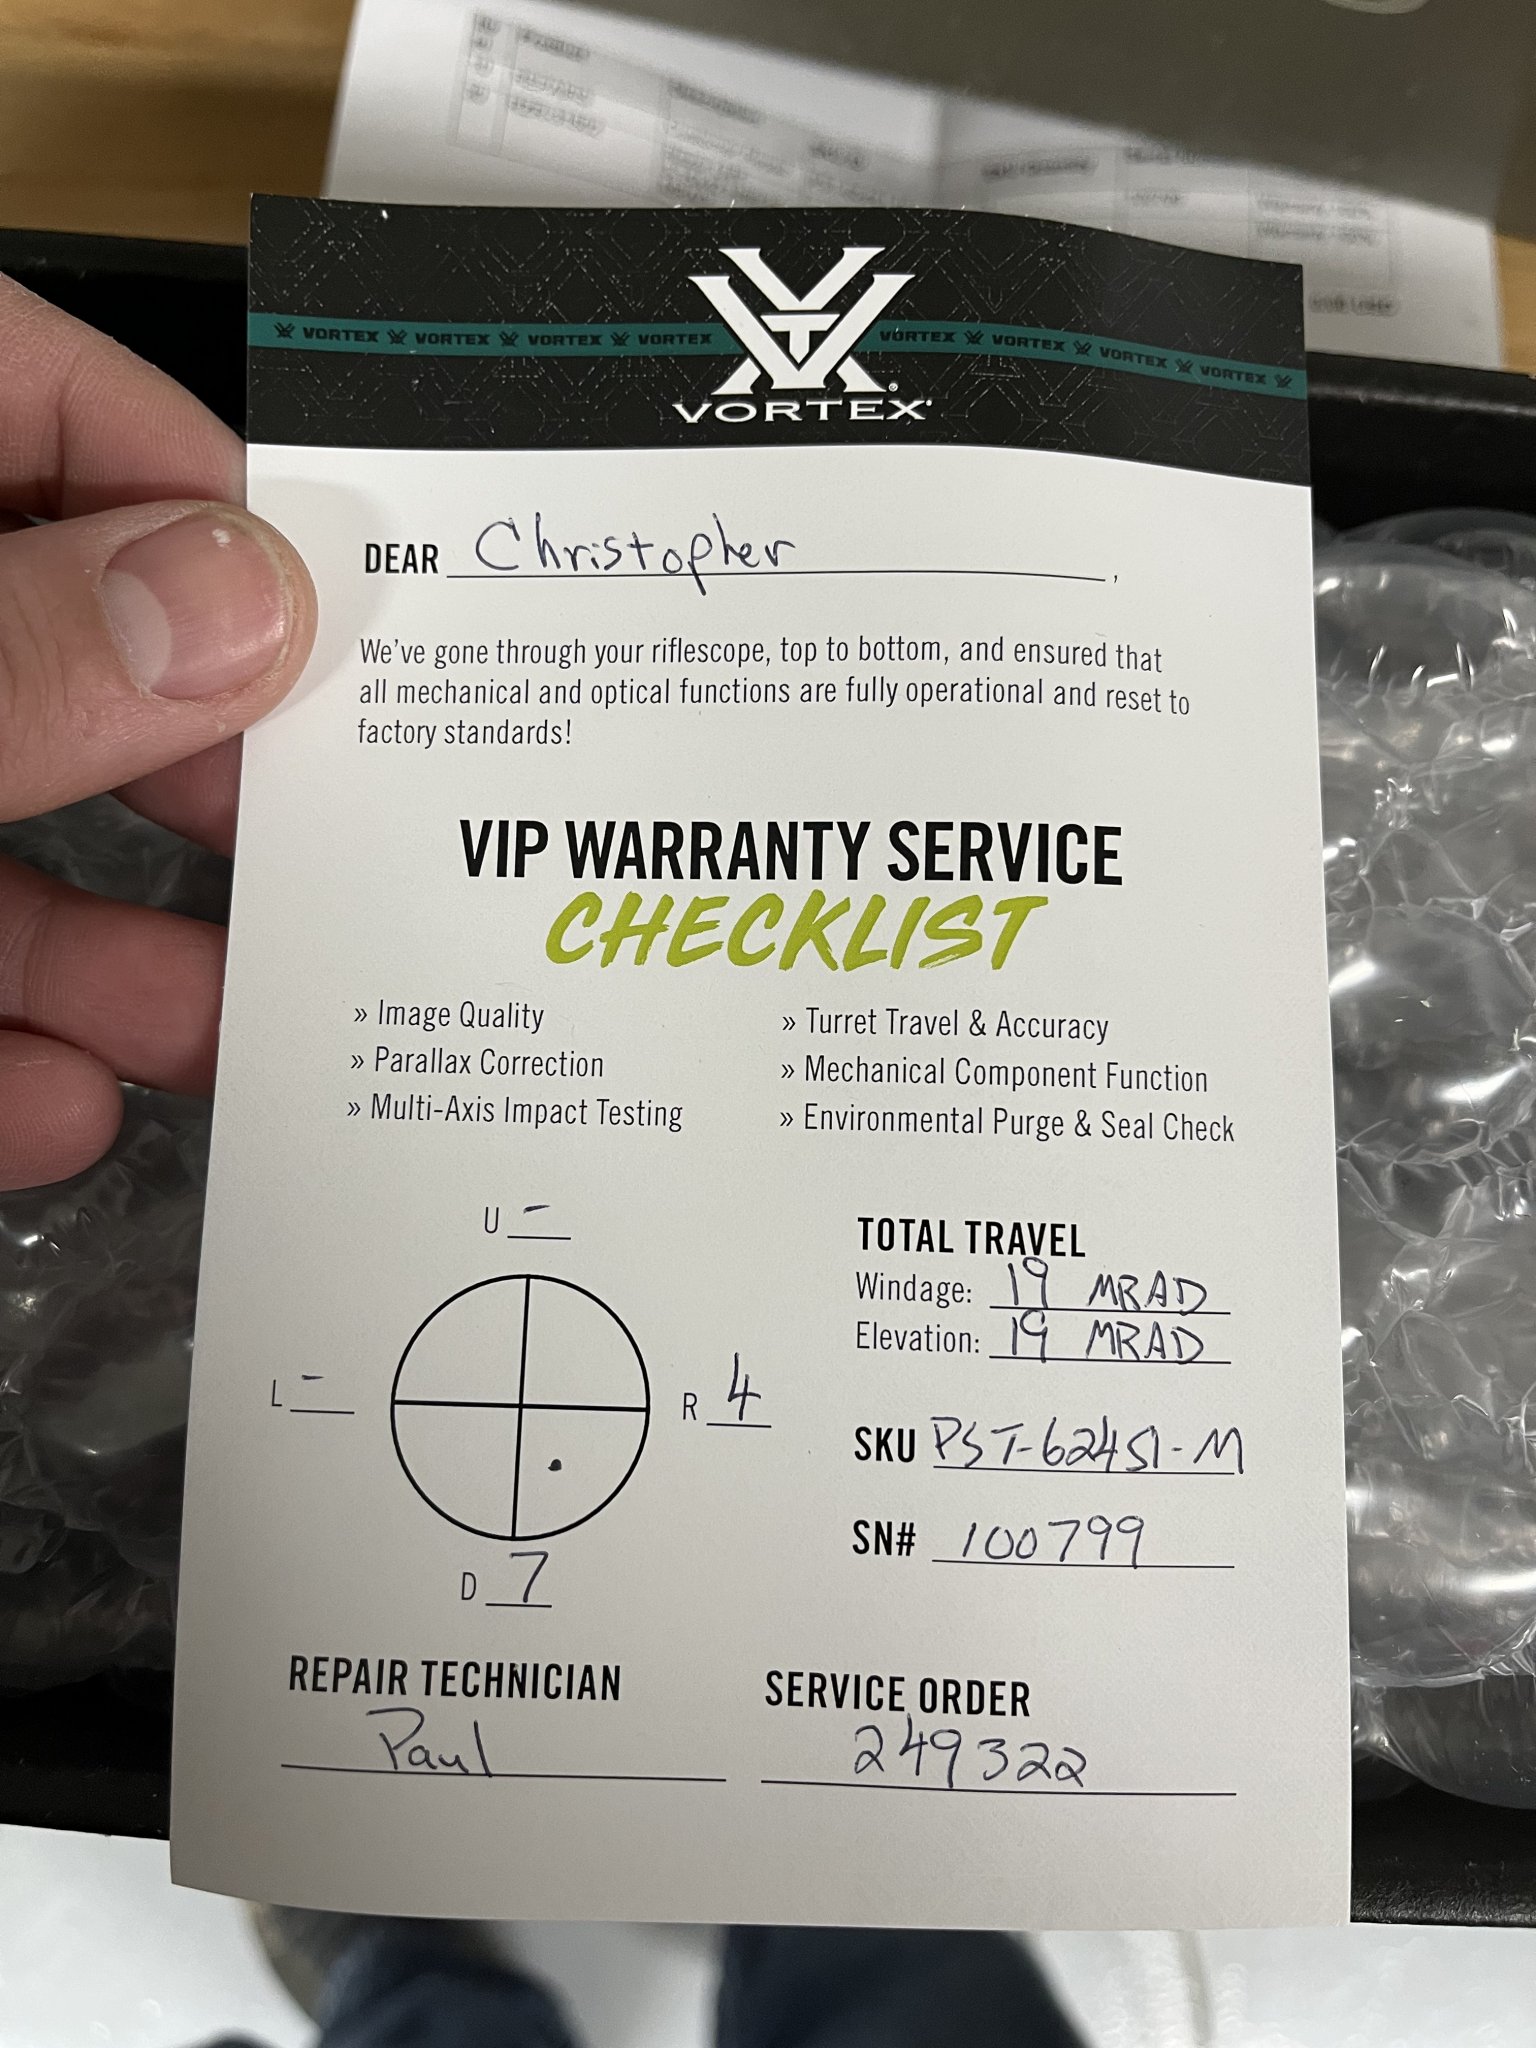 VORTEX VORTEX VORTEX VORTEX VORTEX VORTEX VORTEX VORTEX
VORTEX®
DEAR Christopher,
We've gone through your riflescope, top to bottom, and ensured that
all mechanical and optical functions are fully operational and reset to
factory standards!
VIP WARRANTY SERVICE
CHECKLIST
» Image Quality
» Parallax Correction
» Multi-Axis Impact Testing
» Turret Travel & Accuracy
» Mechanical Component Function
» Environmental Purge & Seal Check
U -
L -
R 4
D 7
TOTAL TRAVEL
Windage: 19 MRAD
Elevation: 19 MRAD
SKU PST-624S1-M
SN# 100799
REPAIR TECHNICIAN
Paul
SERVICE ORDER
249322